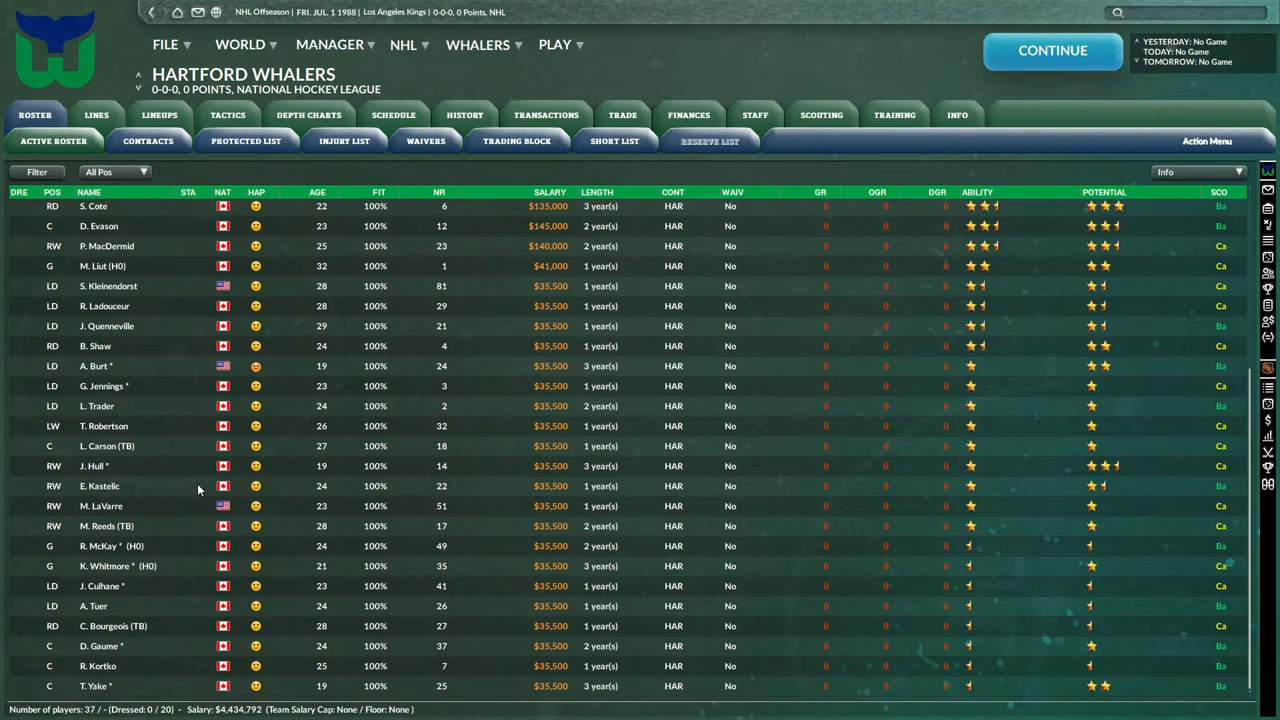 NHL Offseason | FRI. JUL. 1 1988 | Los Angeles Kings | 0-0-0, 0 Points, NHL
FILE WORLD MANAGER NHL WHALERS PLAY
CONTINUE
YESTERDAY: No Game
TODAY: No Game
TOMORROW: No Game
HARTFORD WHALERS
0-0-0, 0 POINTS, NATIONAL HOCKEY LEAGUE
ROSTER LINES LINEUPS TACTICS DEPTH CHARTS SCHEDULE HISTORY TRANSACTIONS TRADE FINANCES STAFF SCOUTING TRAINING INFO
ACTIVE ROSTER CONTRACTS PROTECTED LIST INJURY LIST WAIVERS TRADING BLOCK SHORT LIST RESERVE LIST Action Menu
Filter All Pos Info
DRE POS NAME STA NAT HAP AGE FIT NR SALARY LENGTH CONT WAIV GR OGR DGR ABILITY POTENTIAL SCO
RD S. Cote 22 100% 6 $135,000 3 year(s) HAR No 0 0 0 Ba
C D. Evason 23 100% 12 $145,000 2 year(s) HAR No 0 0 0 Ba
RW P. MacDermid 25 100% 23 $140,000 2 year(s) HAR No 0 0 0 Ca
G M. Liut (H0) 32 100% 1 $41,000 1 year(s) HAR No 0 0 0 Ca
LD S. Kleinendorst 28 100% 81 $35,500 1 year(s) HAR No 0 0 0 Ca
LD R. Ladouceur 28 100% 29 $35,500 1 year(s) HAR No 0 0 0 Ca
LD J. Quenneville 29 100% 21 $35,500 1 year(s) HAR No 0 0 0 Ba
RD B. Shaw 24 100% 4 $35,500 1 year(s) HAR No 0 0 0 Ca
LD A. Burt * 19 100% 24 $35,500 3 year(s) HAR No 0 0 0 Ba
LD G. Jennings * 23 100% 3 $35,500 1 year(s) HAR No 0 0 0 Ca
LD L. Trader 24 100% 2 $35,500 2 year(s) HAR No 0 0 0 Ba
LW T. Robertson 26 100% 32 $35,500 1 year(s) HAR No 0 0 0 Ca
C L. Carson (TB) 27 100% 18 $35,500 1 year(s) HAR No 0 0 0 Ca
RW J. Hull * 19 100% 14 $35,500 3 year(s) HAR No 0 0 0 Ca
RW E. Kastelic 24 100% 22 $35,500 1 year(s) HAR No 0 0 0 Ca
RW M. LaVarre 23 100% 51 $35,500 1 year(s) HAR No 0 0 0 Ca
RW M. Reeds (TB) 28 100% 17 $35,500 1 year(s) HAR No 0 0 0 Ca
G R. McKay * (H0) 24 100% 49 $35,500 2 year(s) HAR No 0 0 0 Ba
G K. Whitmore * (H0) 21 100% 35 $35,500 3 year(s) HAR No 0 0 0 Ca
LD J. Culhane * 23 100% 41 $35,500 1 year(s) HAR No 0 0 0 Ca
LD A. Tuer 24 100% 26 $35,500 1 year(s) HAR No 0 0 0 Ba
RD C. Bourgeois (TB) 28 100% 27 $35,500 1 year(s) HAR No 0 0 0 Ca
C D. Gaume * 24 100% 37 $35,500 2 year(s) HAR No 0 0 0 Ba
C R. Kortko 25 100% 7 $35,500 1 year(s) HAR No 0 0 0 Ba
C T. Yake * 19 100% 25 $35,500 3 year(s) HAR No 0 0 0 Ba
Number of players: 37 / - (Dressed: 0 / 20) - Salary: $4,434,792 (Team Salary Cap: None / Floor: None )